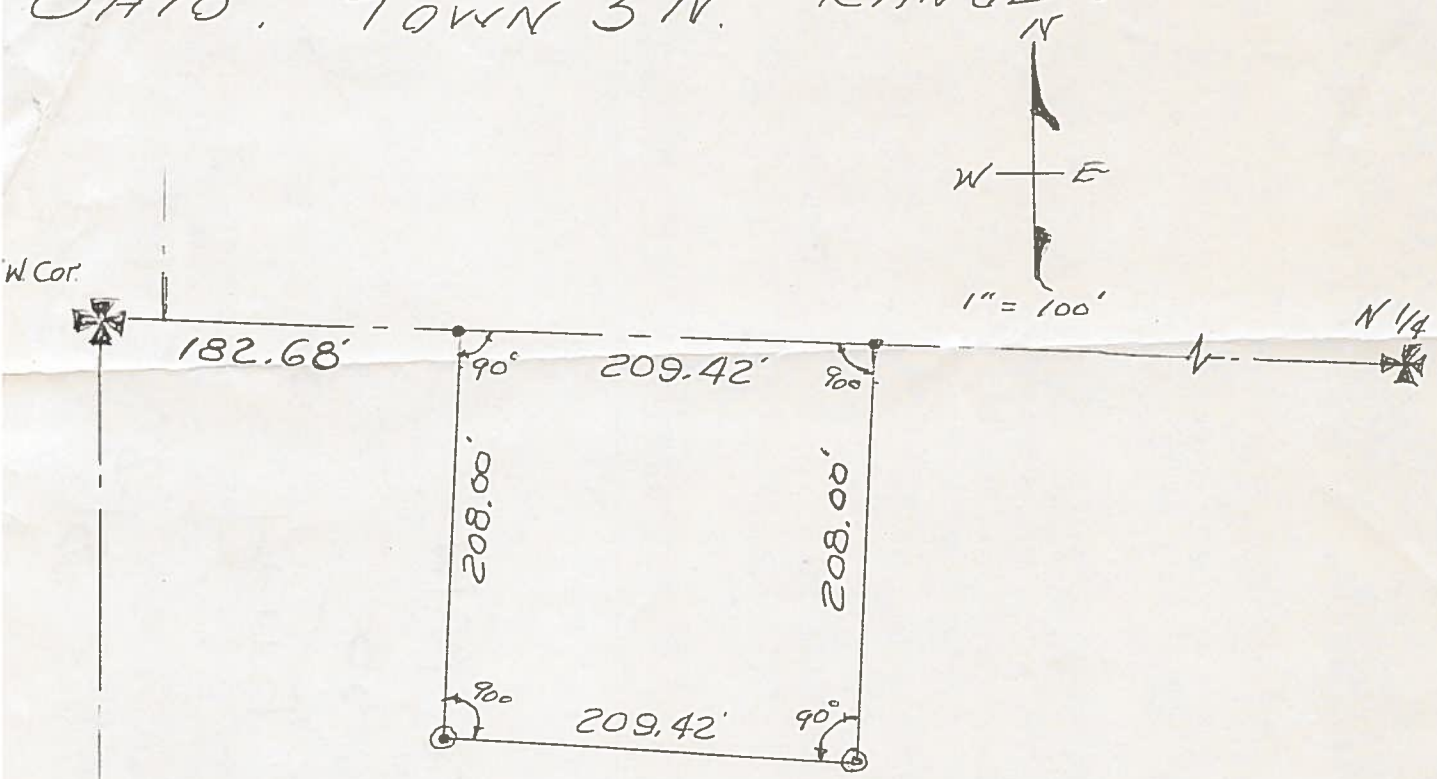 OHIO. TOWN 3 N. RANGE
N
W E
1" = 100'
W. Cor.
N 1/4
182.68'
90°
209.42'
90°
208.00'
208.00'
90°
209.42'
90°